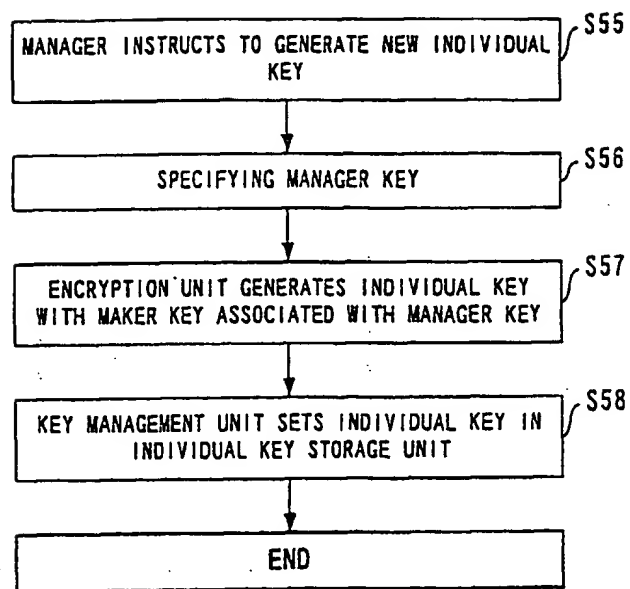 S55
MANAGER INSTRUCTS TO GENERATE NEW INDIVIDUAL
KEY
S56
SPECIFYING MANAGER KEY
S57
ENCRYPTION UNIT GENERATES INDIVIDUAL KEY
WITH MAKER KEY ASSOCIATED WITH MANAGER KEY
S58
KEY MANAGEMENT UNIT SETS INDIVIDUAL KEY IN
INDIVIDUAL KEY STORAGE UNIT
END